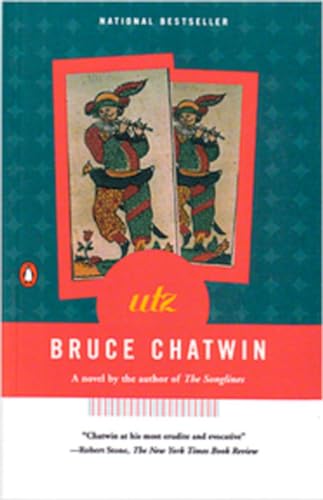 NATIONAL BESTSELLER
utz
BRUCE CHATWIN
A novel by the author of The Songlines
"Chatwin at his most erudite and evocative"
—Robert Stone, The New York Times Book Review